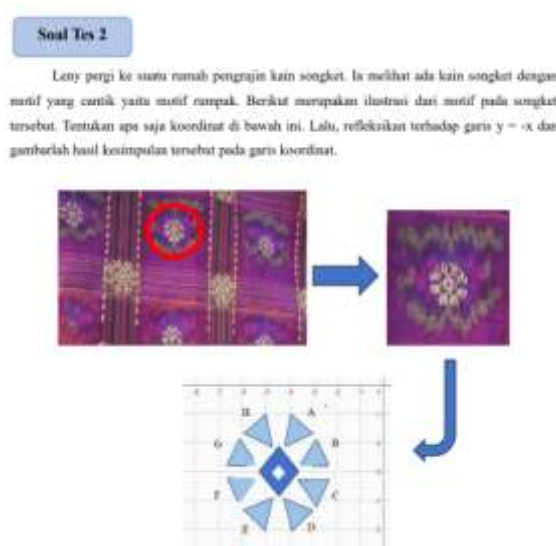 Soal Tes 2
Leny pergi ke suatu rumah pengrajin kain songket. Ia melihat ada kain songket dengan
motif yang cantik yaitu motif rumpak. Berikut merupakan ilustrasi dari motif pada songket
tersebut. Tentukan apa saja koordinat di bawah ini. Lalu, refleksikan terhadap garis y = -x dan
gambarlah hasil kesimpulan tersebut pada garis koordinat.
H A
G B
F C
E D